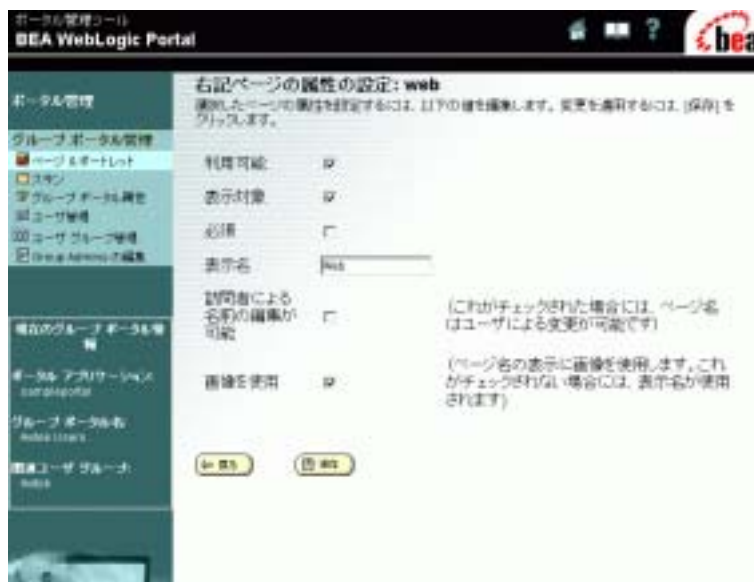 ポータル管理ツール
BEA WebLogic Portal
?
bea
ポータル管理
グループ ポータル管理
ページ & ポートレット
スキン
グループ ポータル属性
ユーザ管理
ユーザ グループ管理
Group Admins の編集
現在のグループ ポータル情報
ポータル アプリケーション:
sampleportal
グループ ポータル名:
関連ユーザ グループ:
右記ページの属性の設定: web
選択したページの属性を設定するには、以下の値を編集します。変更を適用するには、[保存] を
クリックします。
利用可能
表示対象
必須
表示名
Web
訪問者による
名前の編集が
可能
(これがチェックされた場合には、ページ名
はユーザによる変更が可能です)
画像を使用
(ページ名の表示に画像を使用します。これ
がチェックされない場合には、表示名が使用
されます)
戻る
保存